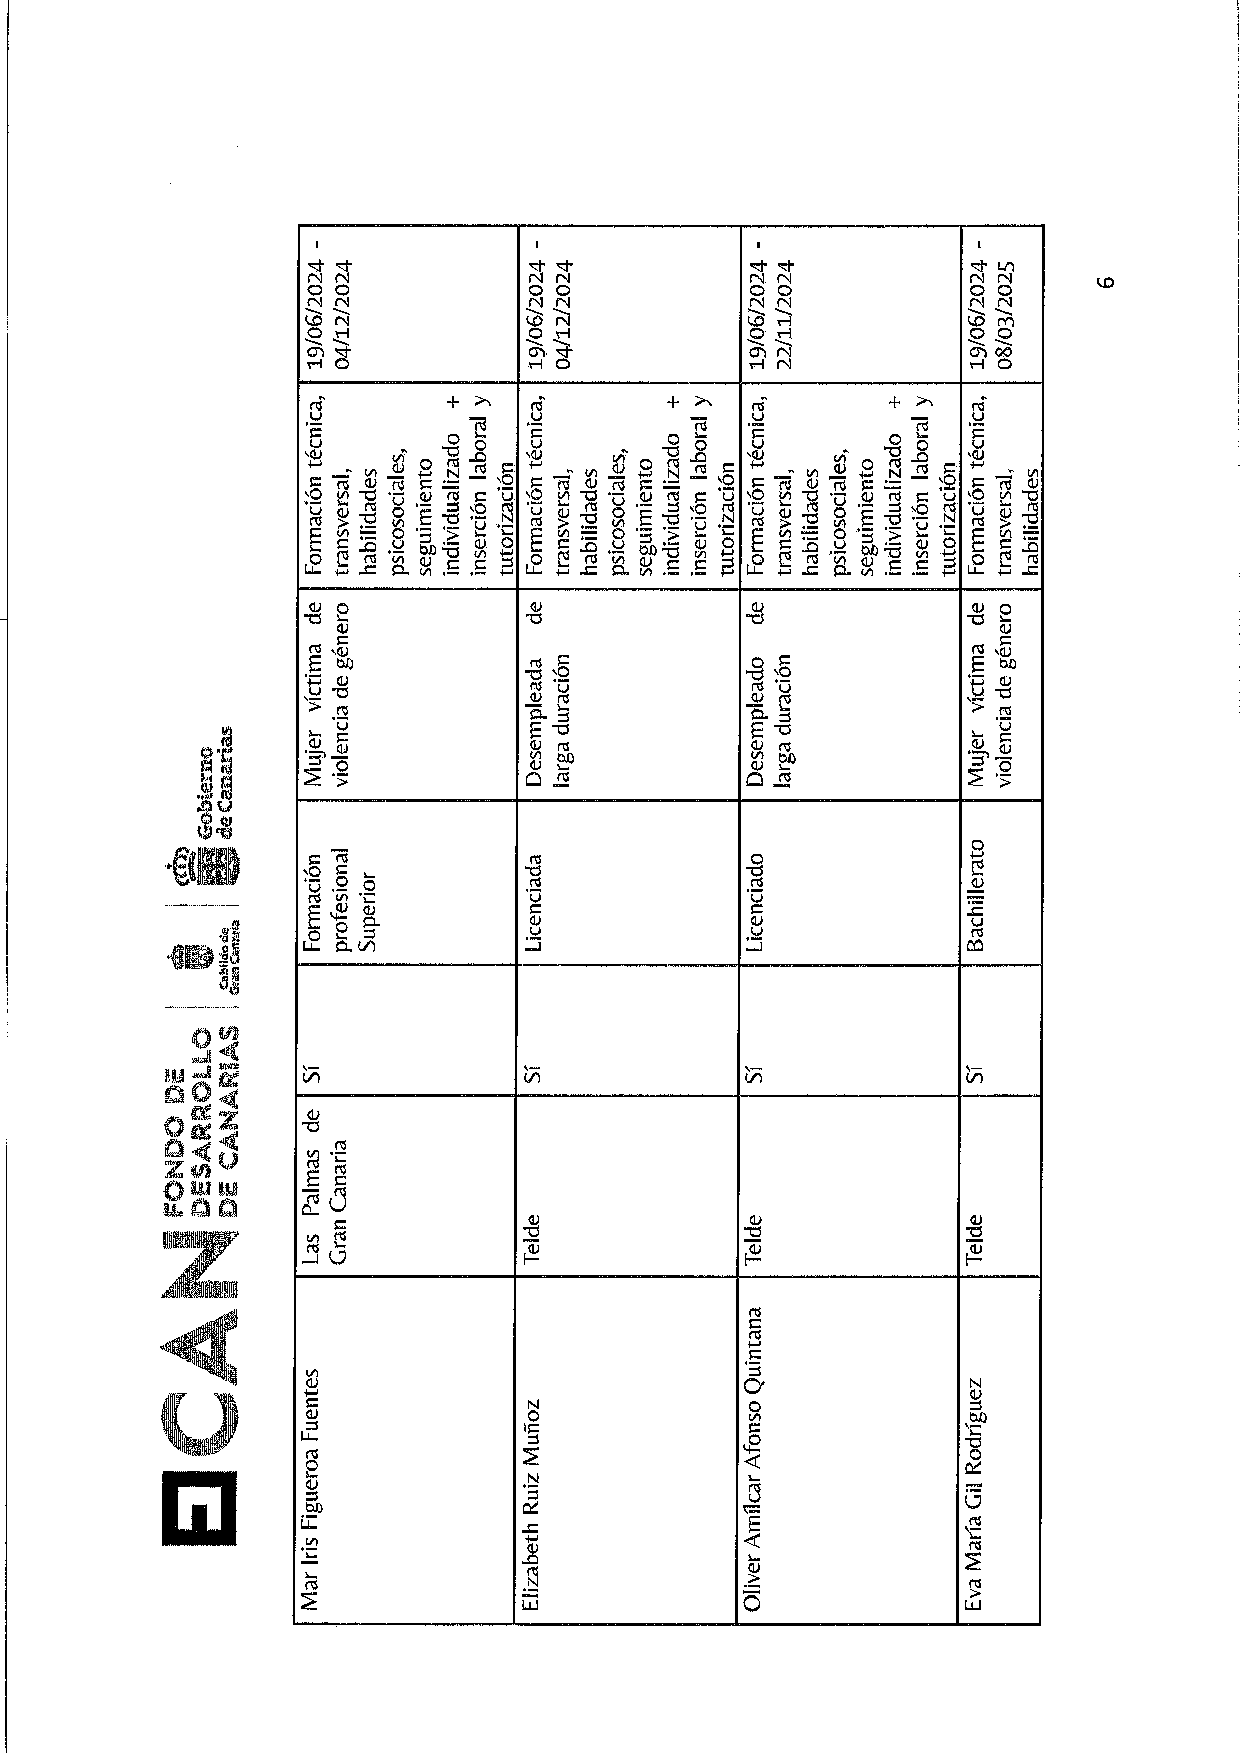 CAN
FONDO DE
DESARROLLO
DE CANARIAS
Cabildo de
Gran Canaria
Gobierno
de Canarias
Mar Iris Figueroa Fuentes
Las Palmas de
Gran Canaria
Sí
Formación
profesional
Superior
Mujer víctima de
violencia de género
Formación técnica,
transversal,
habilidades
psicosociales,
seguimiento
individualizado +
inserción laboral y
tutorización
19/06/2024 -
04/12/2024
Elizabeth Ruiz Muñoz
Telde
Sí
Licenciada
Desempleada de
larga duración
Formación técnica,
transversal,
habilidades
psicosociales,
seguimiento
individualizado +
inserción laboral y
tutorización
19/06/2024 -
04/12/2024
Oliver Amílcar Afonso Quintana
Telde
Sí
Licenciado
Desempleado de
larga duración
Formación técnica,
transversal,
habilidades
psicosociales,
seguimiento
individualizado +
inserción laboral y
tutorización
19/06/2024 -
22/11/2024
Eva María Gil Rodríguez
Telde
Sí
Bachillerato
Mujer víctima de
violencia de género
Formación técnica,
transversal,
habilidades
19/06/2024 -
08/03/2025
6